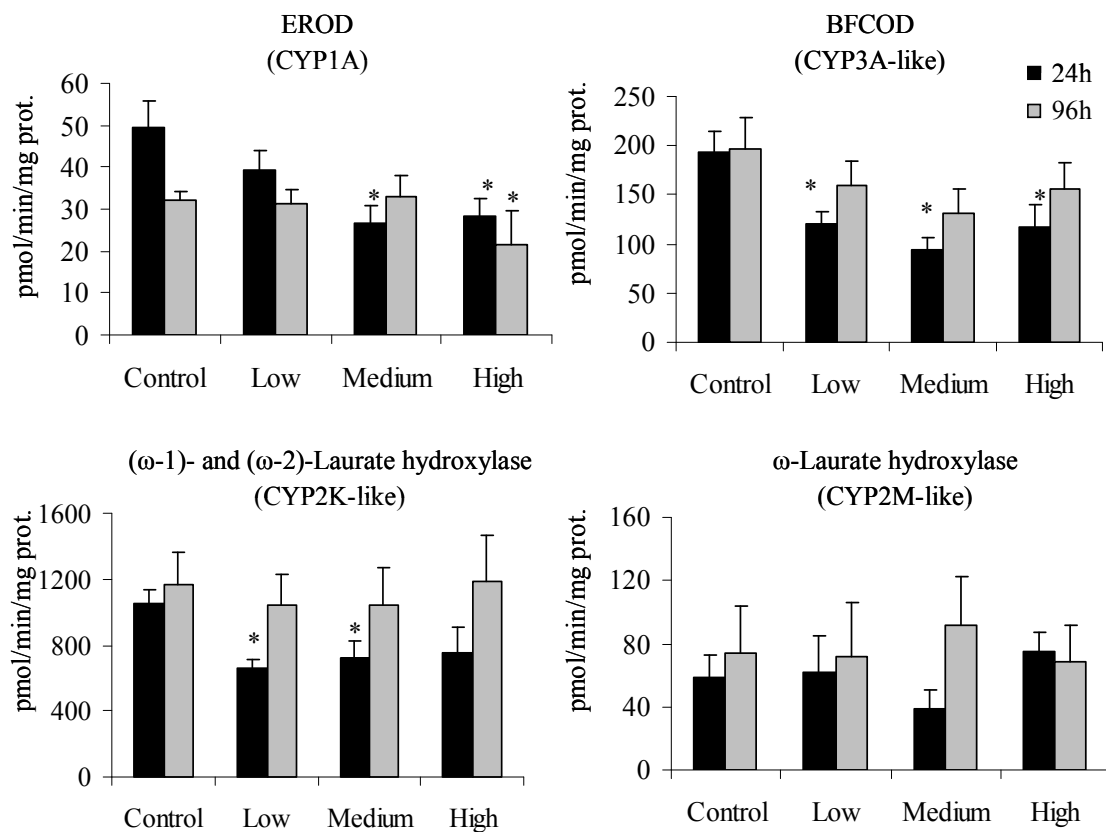 EROD
(CYP1A)
pmol/min/mg prot.
60
50
40
30
20
10
0
*
*
*
Control Low Medium High
BFCOD
(CYP3A-like)
24h
96h
pmol/min/mg prot.
250
200
150
100
50
0
*
*
*
Control Low Medium High
(ω-1)- and (ω-2)-Laurate hydroxylase
(CYP2K-like)
pmol/min/mg prot.
1600
1200
800
400
0
*
*
Control Low Medium High
ω-Laurate hydroxylase
(CYP2M-like)
pmol/min/mg prot.
160
120
80
40
0
Control Low Medium High